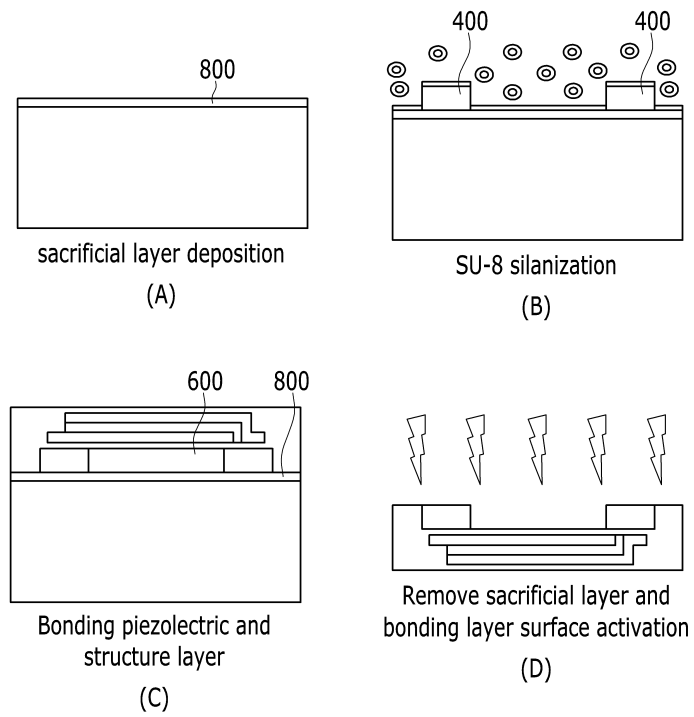 800
sacrificial layer deposition
(A)
400 400
SU-8 silanization
(B)
600 800
Bonding piezolectric and
structure layer
(C)
Remove sacrificial layer and
bonding layer surface activation
(D)